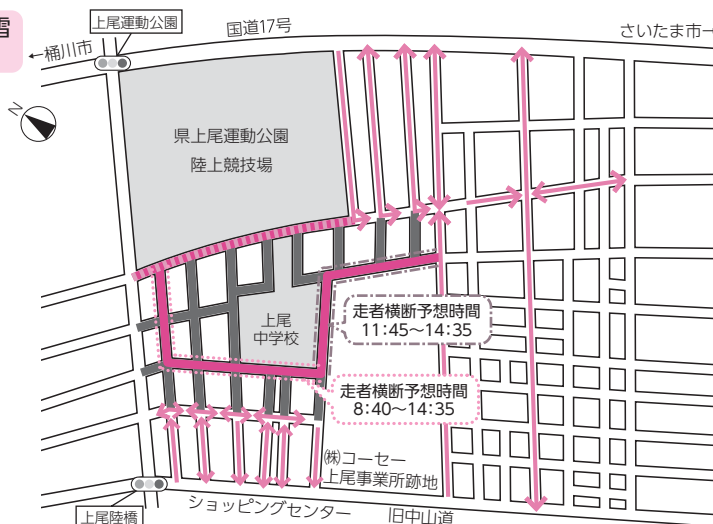 雪
上尾運動公園
国道17号
さいたま市→
←桶川市
N
県上尾運動公園
陸上競技場
上尾
中学校
走者横断予想時間
11:45〜14:35
走者横断予想時間
8:40〜14:35
㈱コーセー
上尾事業所跡地
ショッピングセンター
旧中山道
上尾陸橋